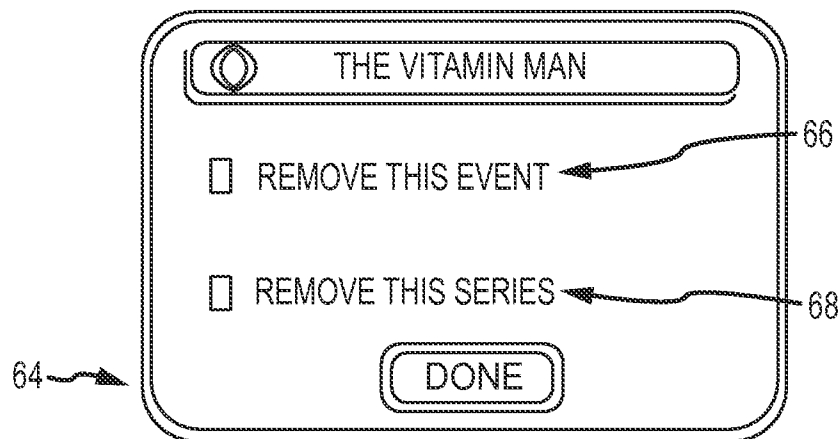 THE VITAMIN MAN
66
REMOVE THIS EVENT
REMOVE THIS SERIES
68
64
DONE